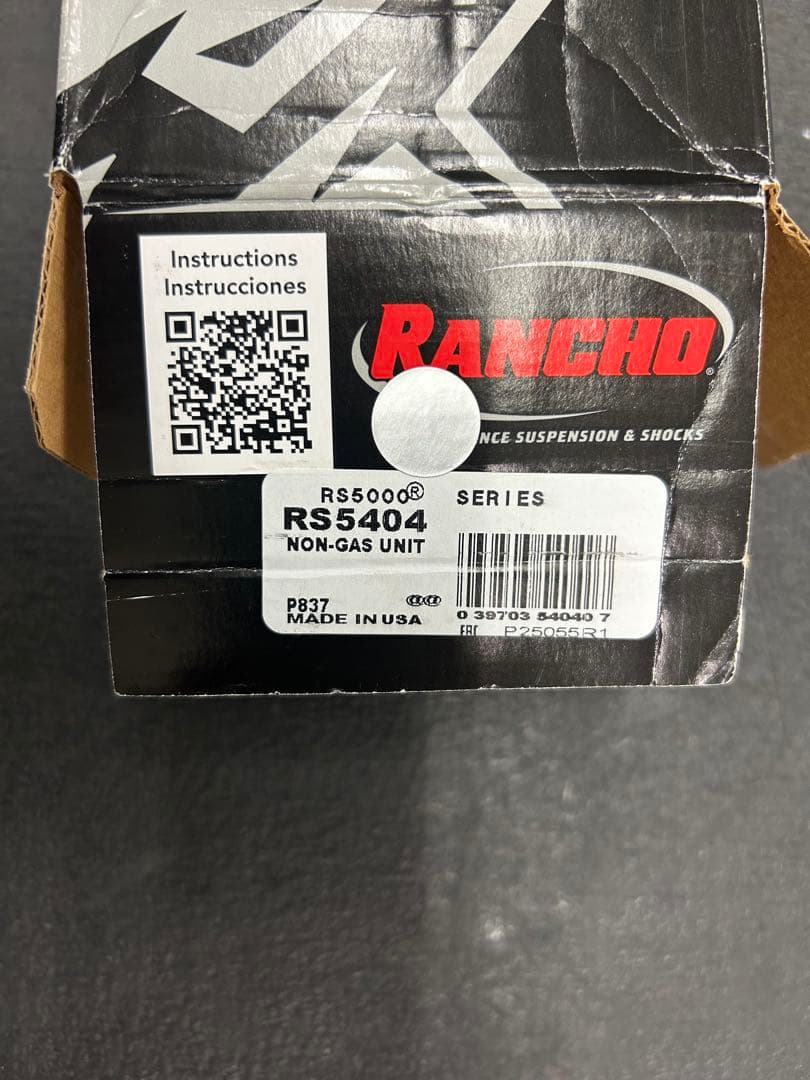 Instructions
Instrucciones
RANCHO®
SUSPENSION & SHOCKS
RS5000® SERIES
RS5404
NON-GAS UNIT
P837 @@
MADE IN USA
0 39703 54040 7
P25055R1